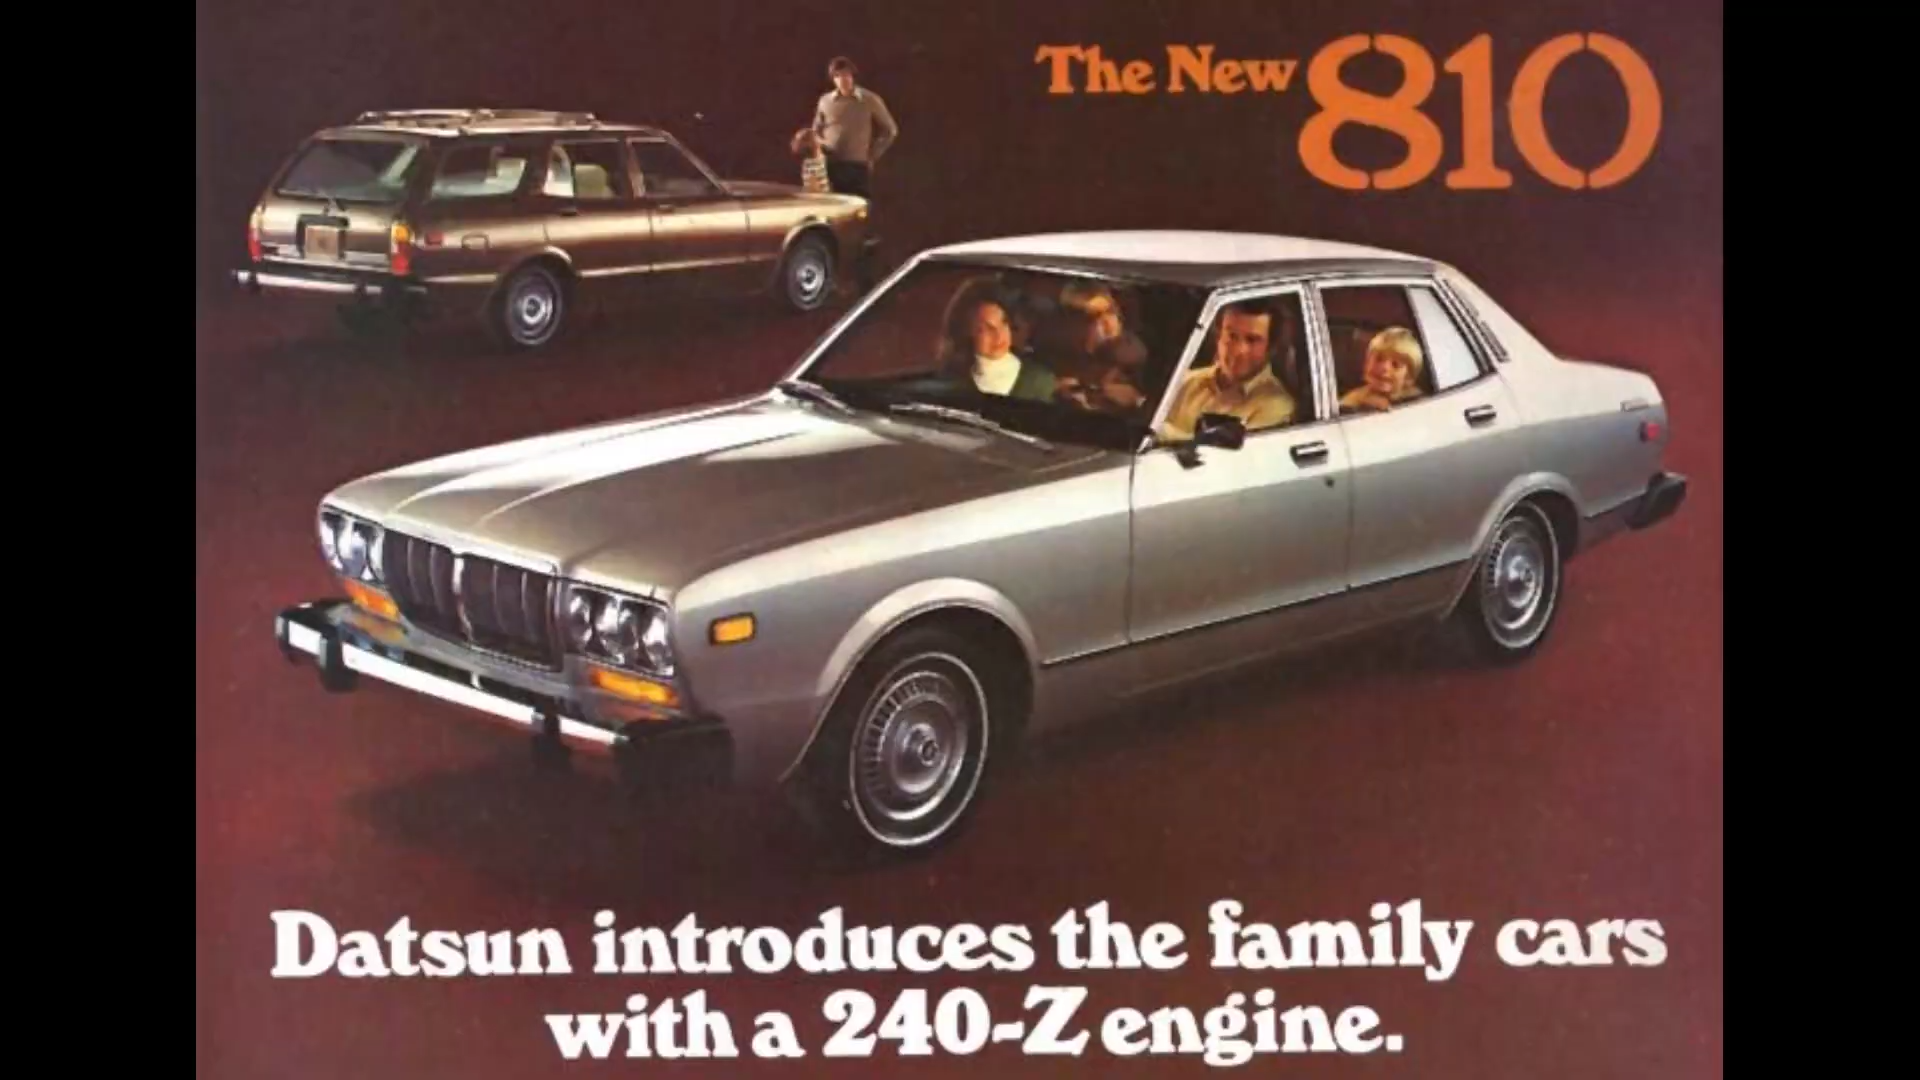 The New 810
Datsun introduces the family cars
with a 240-Z engine.